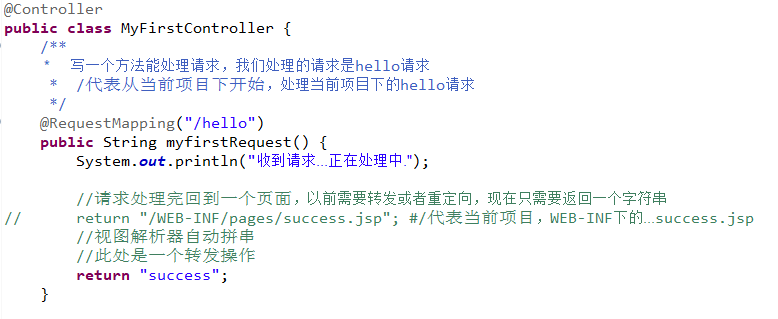 @Controller
public class MyFirstController {
/**
* 写一个方法能处理请求，我们处理的请求是hello请求
* /代表从当前项目下开始，处理当前项目下的hello请求
*/
@RequestMapping("/hello")
public String myfirstRequest() {
System.out.println("收到请求…正在处理中.");
//请求处理完回到一个页面，以前需要转发或者重定向，现在只需要返回一个字符串
// return "/WEB-INF/pages/success.jsp"; #/代表当前项目，WEB-INF下的…success.jsp
//视图解析器自动拼串
//此处是一个转发操作
return "success";
}